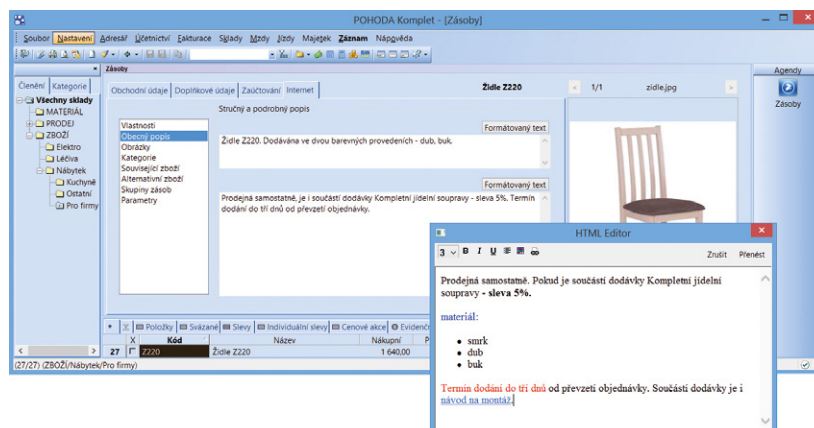 POHODA Komplet - [Zásoby]
Soubor Nastavení Adresář Účetnictví Fakturace Sklady Mzdy Jízdy Majetek Záznam Nápověda
Zásoby
Agendy
Zásoby
Členění Kategorie
Všechny sklady
MATERIÁL
PRODEJ
ZBOŽÍ
Elektro
Léčiva
Nábytek
Kuchyně
Ostatní
Pro firmy
Obchodní údaje Doplňkové údaje Zaúčtování Internet
Židle Z220
1/1 zidle.jpg
Stručný a podrobný popis
Vlastnosti
Obecný popis
Obrázky
Kategorie
Související zboží
Alternativní zboží
Skupiny zásob
Parametry
Formátovaný text
Židle Z220. Dodávána ve dvou barevných provedeních - dub, buk.
Formátovaný text
Prodejná samostatně, je i součástí dodávky Kompletní jídelní soupravy - sleva 5%. Termín
dodání do tří dnů od převzetí objednávky.
Položky Svázané Slevy Individuální slevy Cenové akce
X Kód Název Nákupní
27 Z220 Židle Z220 1 640,00
(27/27) (ZBOŽÍ/Nábytek/Pro firmy)
HTML Editor
3 B I U Zrušit Přenést
Prodejná samostatně. Pokud je součástí dodávky Kompletní jídelní
soupravy - sleva 5%.
materiál:
• smrk
• dub
• buk
Termín dodání do tří dnů od převzetí objednávky. Součástí dodávky je i
návod na montáž.